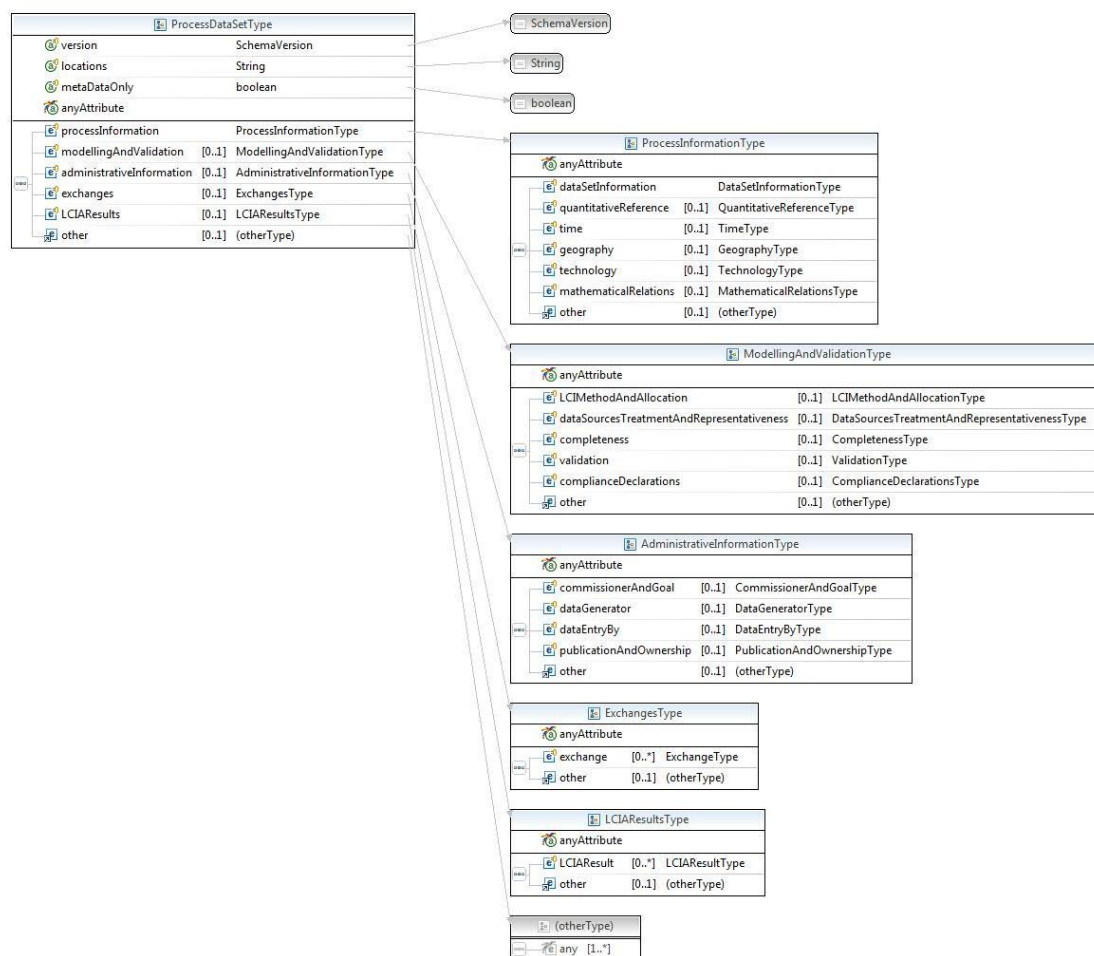 ProcessDataSetType
version SchemaVersion
locations String
metaDataOnly boolean
anyAttribute
processInformation ProcessInformationType
modellingAndValidation [0..1] ModellingAndValidationType
administrativeInformation [0..1] AdministrativeInformationType
exchanges [0..1] ExchangesType
LCIAResults [0..1] LCIAResultsType
other [0..1] (otherType)
SchemaVersion
String
boolean
ProcessInformationType
anyAttribute
dataSetInformation DataSetInformationType
quantitativeReference [0..1] QuantitativeReferenceType
time [0..1] TimeType
geography [0..1] GeographyType
technology [0..1] TechnologyType
mathematicalRelations [0..1] MathematicalRelationsType
other [0..1] (otherType)
ModellingAndValidationType
anyAttribute
LCIMethodAndAllocation [0..1] LCIMethodAndAllocationType
dataSourcesTreatmentAndRepresentativeness [0..1] DataSourcesTreatmentAndRepresentativenessType
completeness [0..1] CompletenessType
validation [0..1] ValidationType
complianceDeclarations [0..1] ComplianceDeclarationsType
other [0..1] (otherType)
AdministrativeInformationType
anyAttribute
commissionerAndGoal [0..1] CommissionerAndGoalType
dataGenerator [0..1] DataGeneratorType
dataEntryBy [0..1] DataEntryByType
publicationAndOwnership [0..1] PublicationAndOwnershipType
other [0..1] (otherType)
ExchangesType
anyAttribute
exchange [0..*] ExchangeType
other [0..1] (otherType)
LCIAResultsType
anyAttribute
LCIAResult [0..*] LCIAResultType
other [0..1] (otherType)
(otherType)
any [1..*]